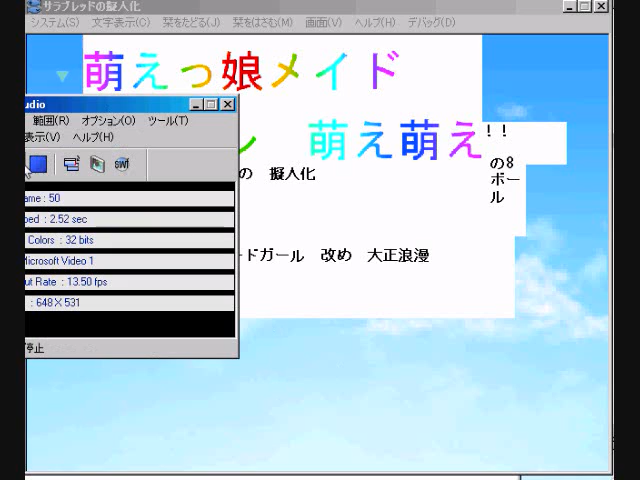 サラブレッドの擬人化
システム(S) 文字表示(C) 栞をたどる(J) 栞をはさむ(M) 画面(V) ヘルプ(H) デバッグ(D)
萌えっ娘メイド
萌え萌え!!
の 擬人化
の8ボール
ドガール 改め 大正浪漫
udio
範囲(R) オプション(O) ツール(T)
表示(V) ヘルプ(H)
SWf
ame : 50
ped : 2.52 sec
Colors : 32 bits
Microsoft Video 1
ut Rate : 13.50 fps
: 648 X 531
停止